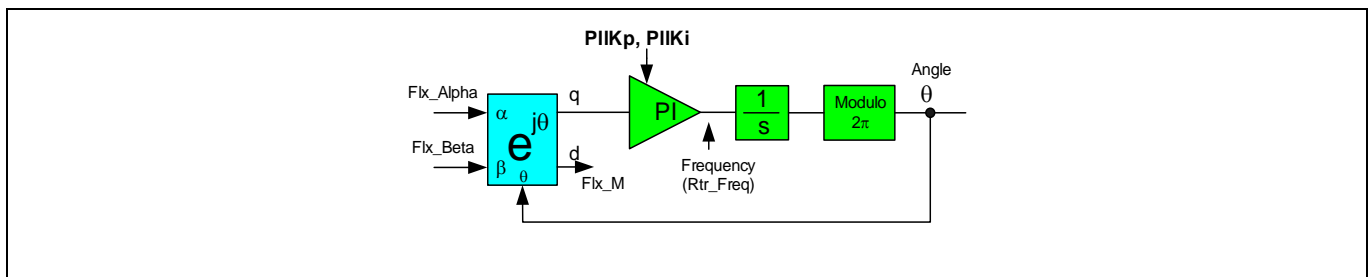 PllKp, PllKi
Flx_Alpha
Flx_Beta
α
β
e^jθ
θ
q
d
Flx_M
PI
Frequency
(Rtr_Freq)
1
s
Modulo
2π
Angle
θ